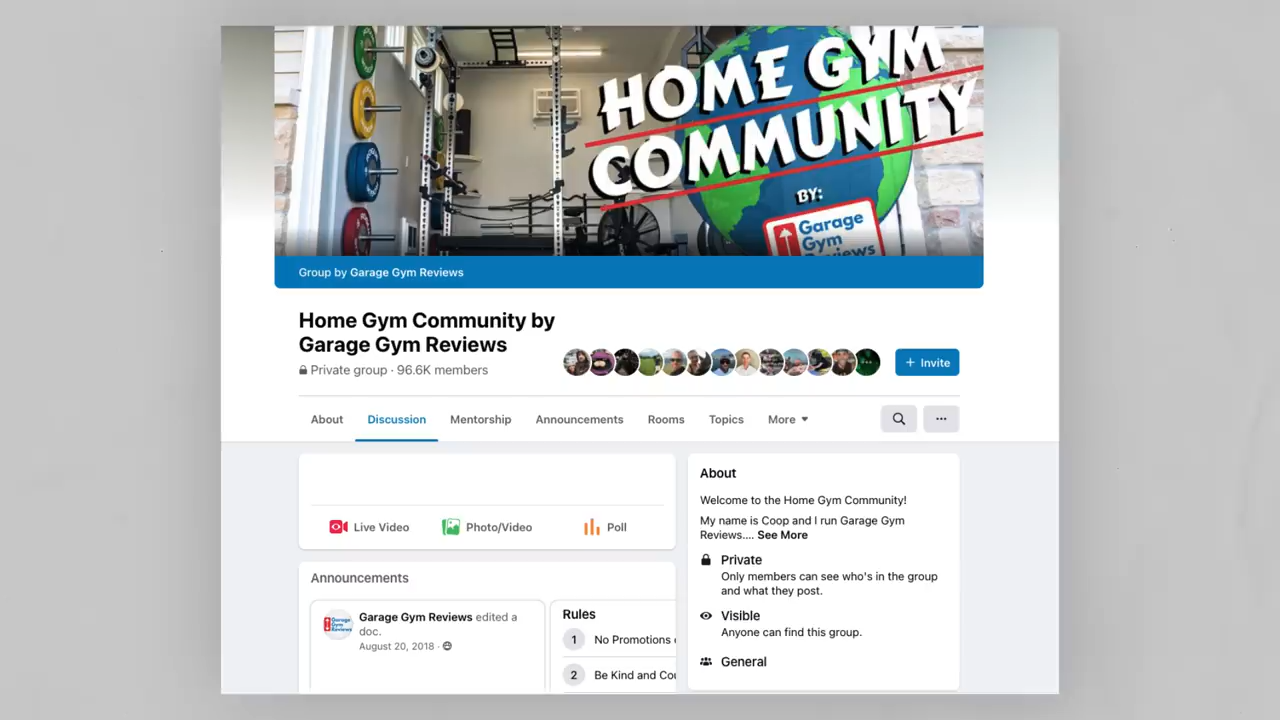 HOME GYM
COMMUNITY
BY:
Garage
Gym
Reviews
Group by Garage Gym Reviews
Home Gym Community by
Garage Gym Reviews
Private group · 96.6K members
+ Invite
About
Discussion
Mentorship
Announcements
Rooms
Topics
More
Live Video
Photo/Video
Poll
Announcements
Garage Gym Reviews edited a
doc.
August 20, 2018 ·
Rules
1 No Promotions
2 Be Kind and Cou
About
Welcome to the Home Gym Community!
My name is Coop and I run Garage Gym
Reviews.... See More
Private
Only members can see who's in the group
and what they post.
Visible
Anyone can find this group.
General